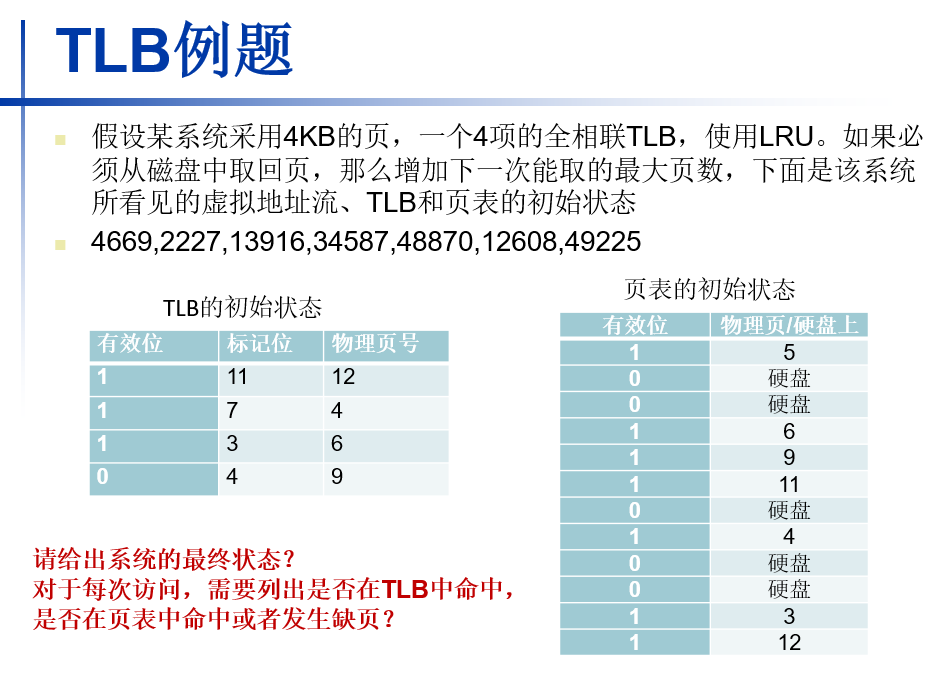 TLB例题
假设某系统采用4KB的页，一个4项的全相联TLB，使用LRU。如果必
须从磁盘中取回页，那么增加下一次能取的最大页数，下面是该系统
所看见的虚拟地址流、TLB和页表的初始状态
4669,2227,13916,34587,48870,12608,49225
TLB的初始状态
有效位 标记位 物理页号
1 11 12
1 7 4
1 3 6
0 4 9
页表的初始状态
有效位 物理页/硬盘上
1 5
0 硬盘
0 硬盘
1 6
1 9
1 11
0 硬盘
1 4
0 硬盘
0 硬盘
1 3
1 12
请给出系统的最终状态？
对于每次访问，需要列出是否在TLB中命中，
是否在页表中命中或者发生缺页？